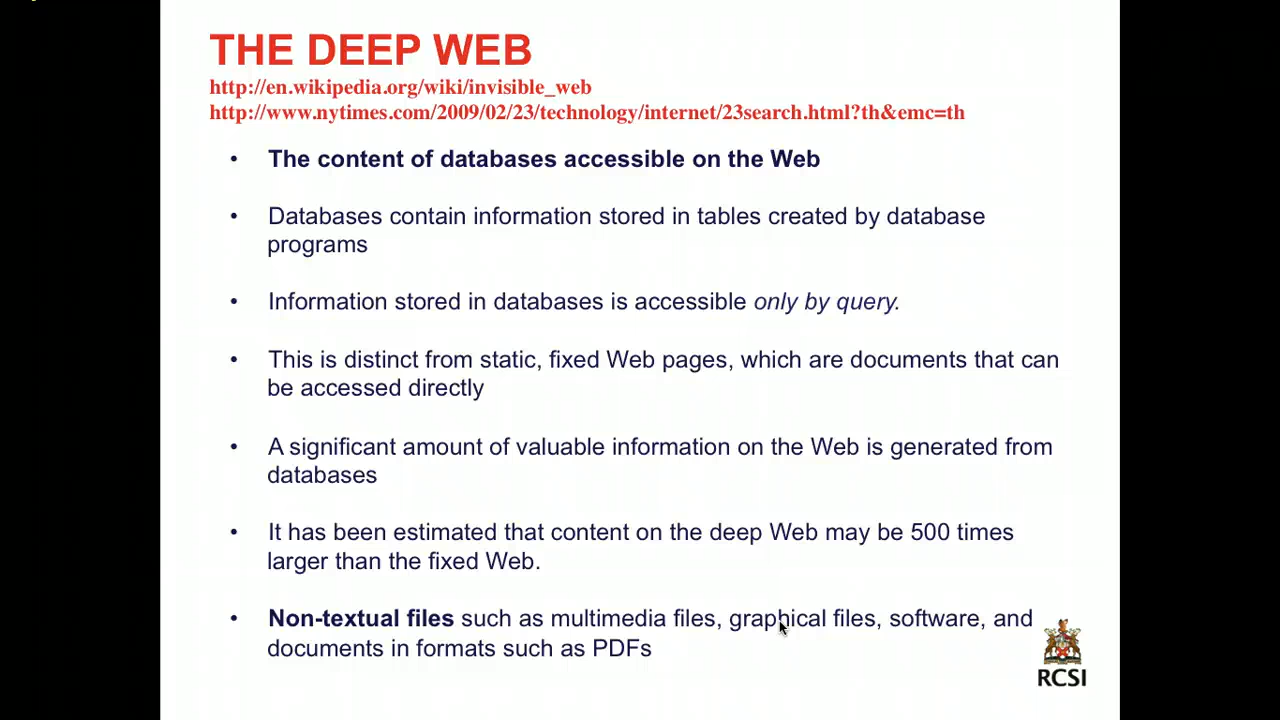 THE DEEP WEB
http://en.wikipedia.org/wiki/invisible_web
http://www.nytimes.com/2009/02/23/technology/internet/23search.html?th&emc=th
• The content of databases accessible on the Web
• Databases contain information stored in tables created by database
programs
• Information stored in databases is accessible only by query.
• This is distinct from static, fixed Web pages, which are documents that can
be accessed directly
• A significant amount of valuable information on the Web is generated from
databases
• It has been estimated that content on the deep Web may be 500 times
larger than the fixed Web.
• Non-textual files such as multimedia files, graphical files, software, and
documents in formats such as PDFs
RCSI